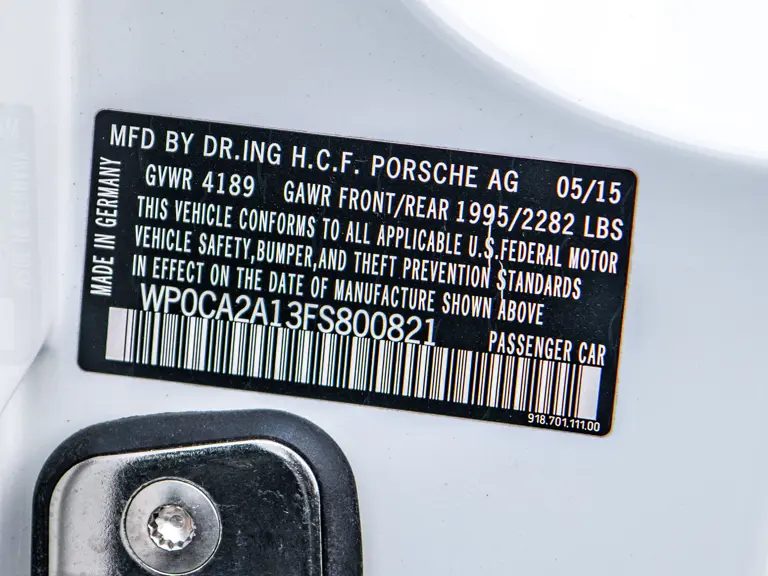 MFD BY DR.ING H.C.F. PORSCHE AG 05/15
GVWR 4189 GAWR FRONT/REAR 1995/2282 LBS
THIS VEHICLE CONFORMS TO ALL APPLICABLE U.S.FEDERAL MOTOR
VEHICLE SAFETY,BUMPER,AND THEFT PREVENTION STANDARDS
IN EFFECT ON THE DATE OF MANUFACTURE SHOWN ABOVE
WP0CA2A13FS800821
PASSENGER CAR
918.701.111.00
MADE IN GERMANY